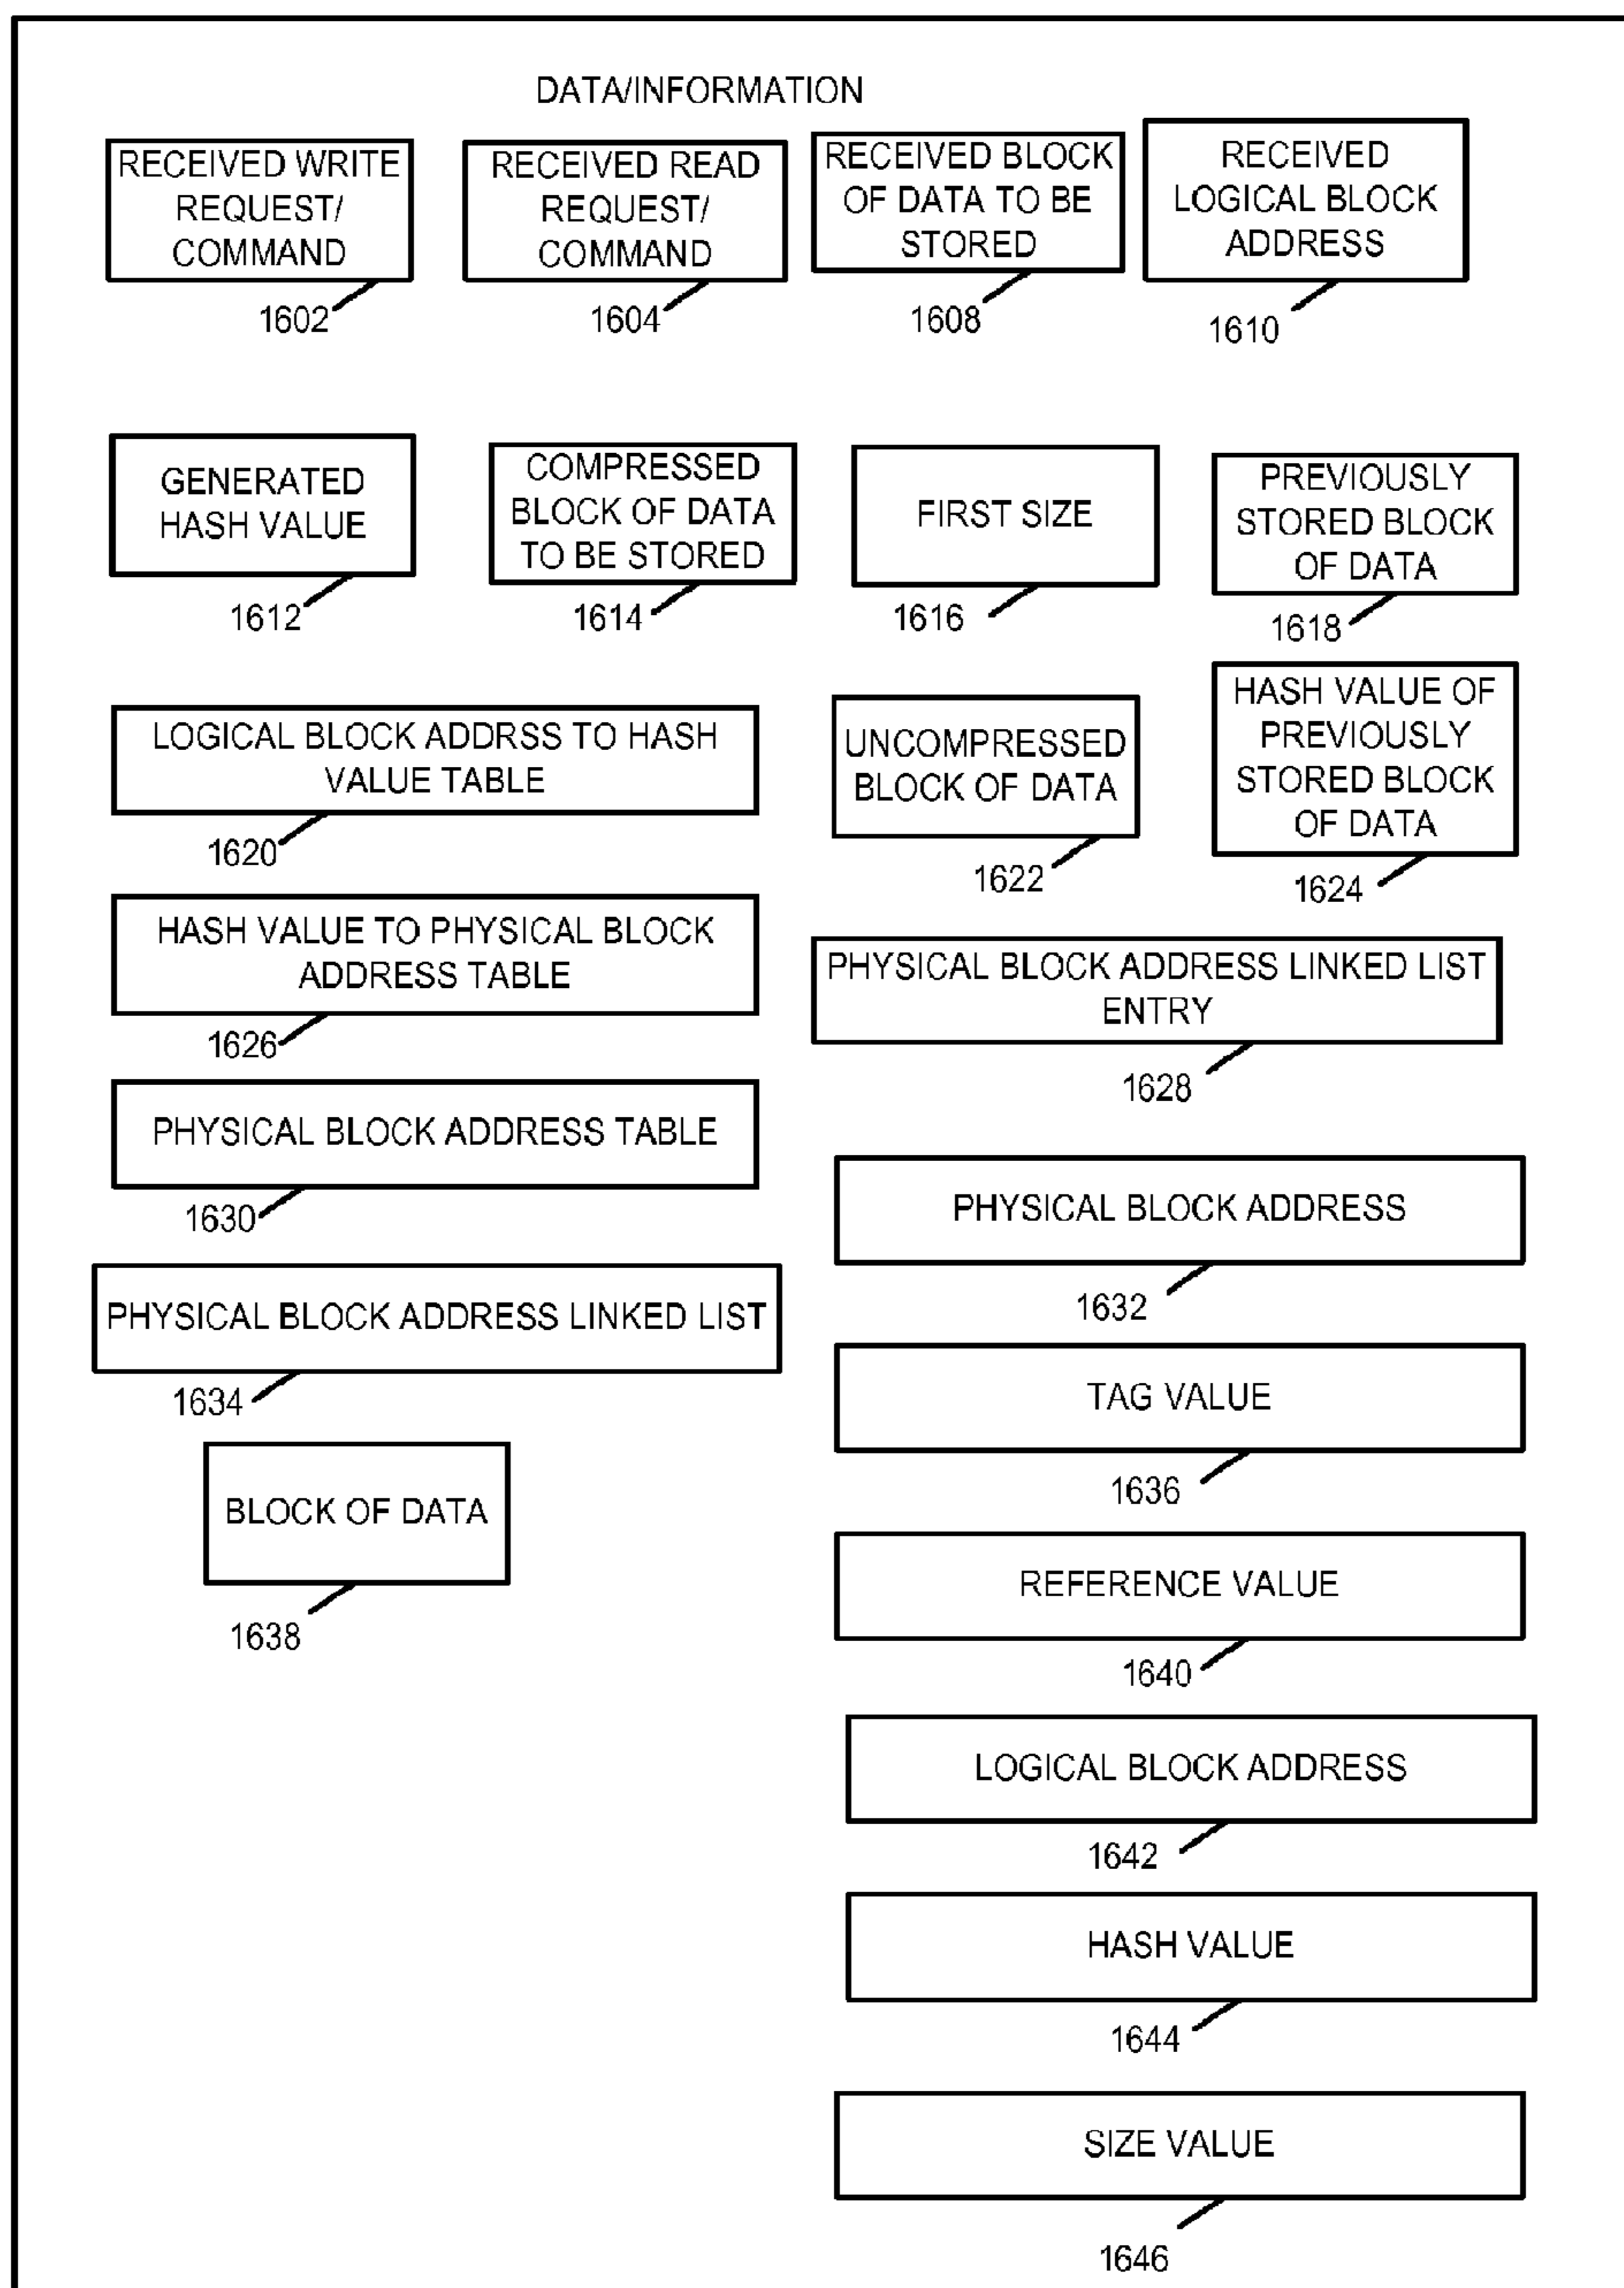 DATA/INFORMATION
RECEIVED WRITE
REQUEST/
COMMAND
1602
RECEIVED READ
REQUEST/
COMMAND
1604
RECEIVED BLOCK
OF DATA TO BE
STORED
1608
RECEIVED
LOGICAL BLOCK
ADDRESS
1610
GENERATED
HASH VALUE
1612
COMPRESSED
BLOCK OF DATA
TO BE STORED
1614
FIRST SIZE
1616
PREVIOUSLY
STORED BLOCK
OF DATA
1618
LOGICAL BLOCK ADDRSS TO HASH
VALUE TABLE
1620
UNCOMPRESSED
BLOCK OF DATA
1622
HASH VALUE OF
PREVIOUSLY
STORED BLOCK
OF DATA
1624
HASH VALUE TO PHYSICAL BLOCK
ADDRESS TABLE
1626
PHYSICAL BLOCK ADDRESS LINKED LIST
ENTRY
1628
PHYSICAL BLOCK ADDRESS TABLE
1630
PHYSICAL BLOCK ADDRESS
1632
PHYSICAL BLOCK ADDRESS LINKED LIST
1634
TAG VALUE
1636
BLOCK OF DATA
1638
REFERENCE VALUE
1640
LOGICAL BLOCK ADDRESS
1642
HASH VALUE
1644
SIZE VALUE
1646